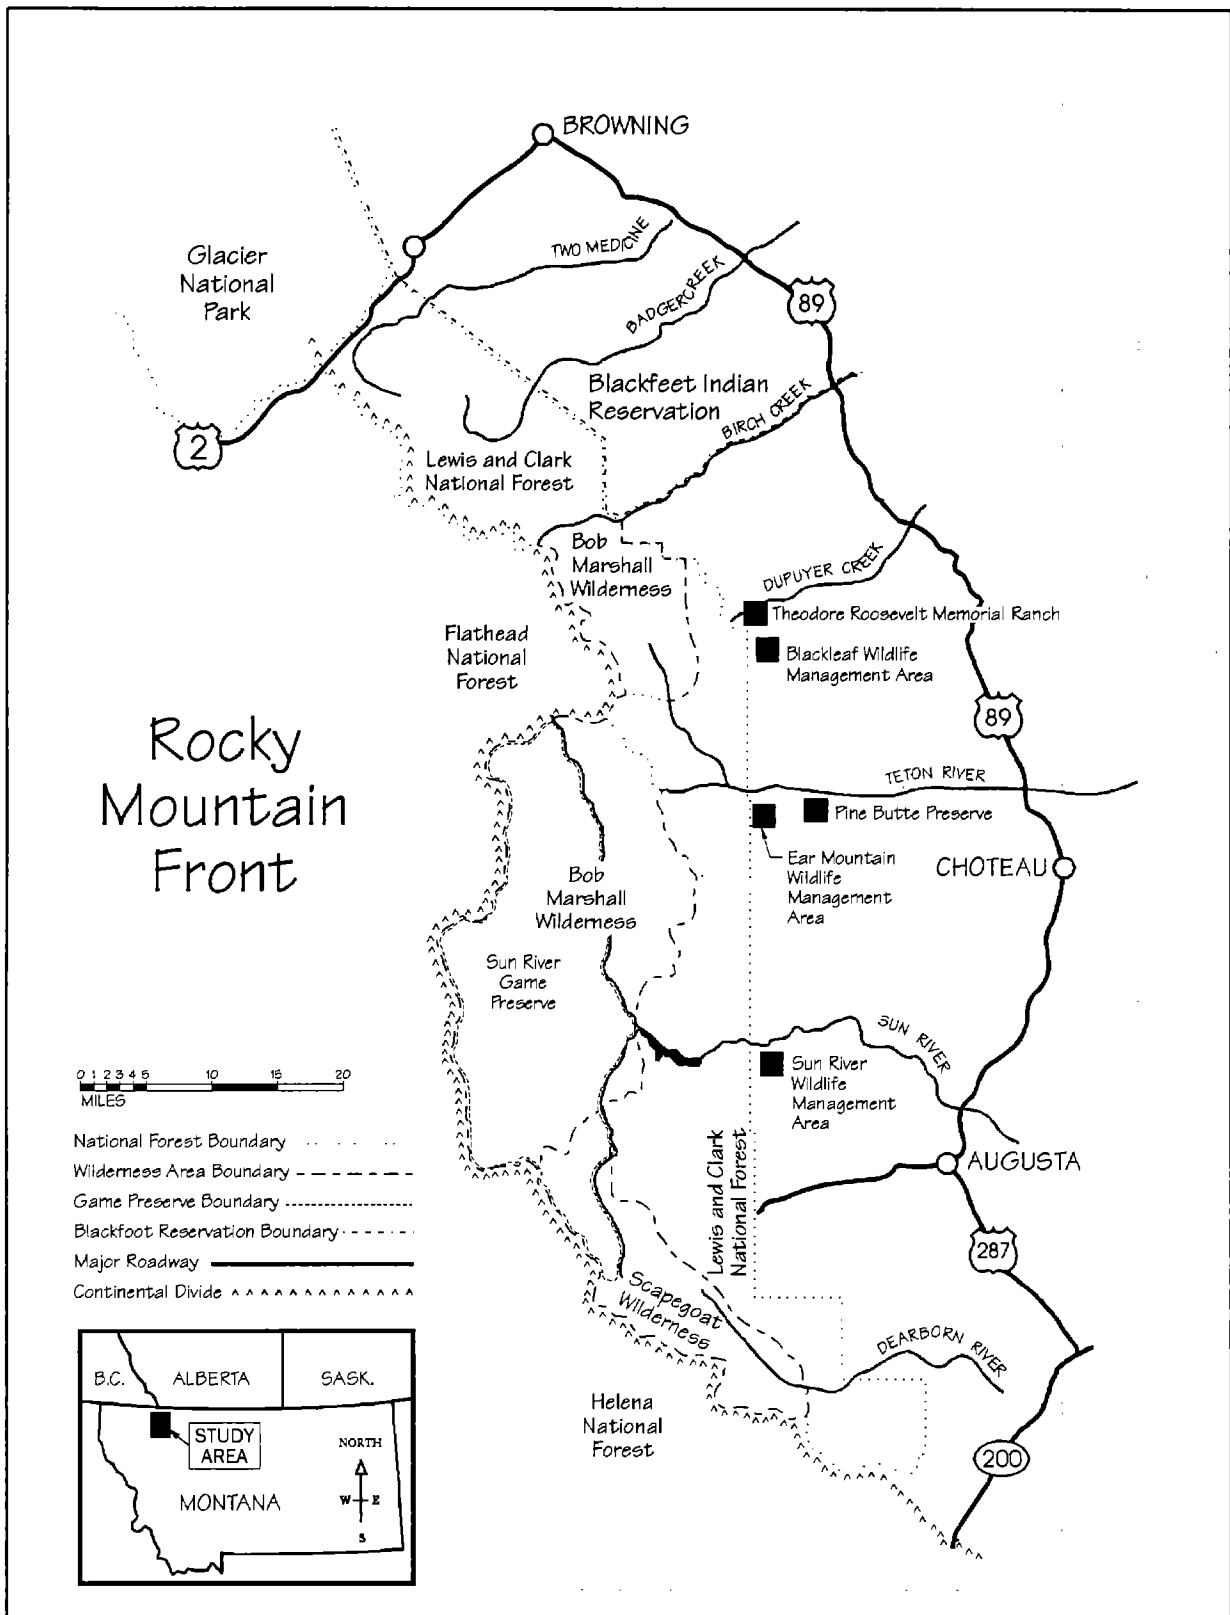 BROWNING
TWO MEDICINE
Glacier
National
Park
BADGERCREEK
89
Blackfeet Indian
Reservation
BIRCH CREEK
2
Lewis and Clark
National Forest
Bob
Marshall
Wilderness
DUPUYER CREEK
Theodore Roosevelt Memorial Ranch
Flathead
National
Forest
Blackleaf Wildlife
Management Area
89
Rocky
Mountain
Front
TETON RIVER
Pine Butte Preserve
Ear Mountain
Wildlife
Management
Area
CHOTEAU
Bob
Marshall
Wilderness
Sun River
Game
Preserve
SUN RIVER
Sun River
Wildlife
Management
Area
0 1 2 3 4 5 10 15 20
MILES
National Forest Boundary
Wilderness Area Boundary
Game Preserve Boundary
Blackfoot Reservation Boundary
Major Roadway
Continental Divide
Lewis and Clark
National Forest
AUGUSTA
287
Scapegoat
Wilderness
DEARBORN RIVER
Helena
National
Forest
200
B.C. ALBERTA SASK.
STUDY
AREA
NORTH
W E
S
MONTANA